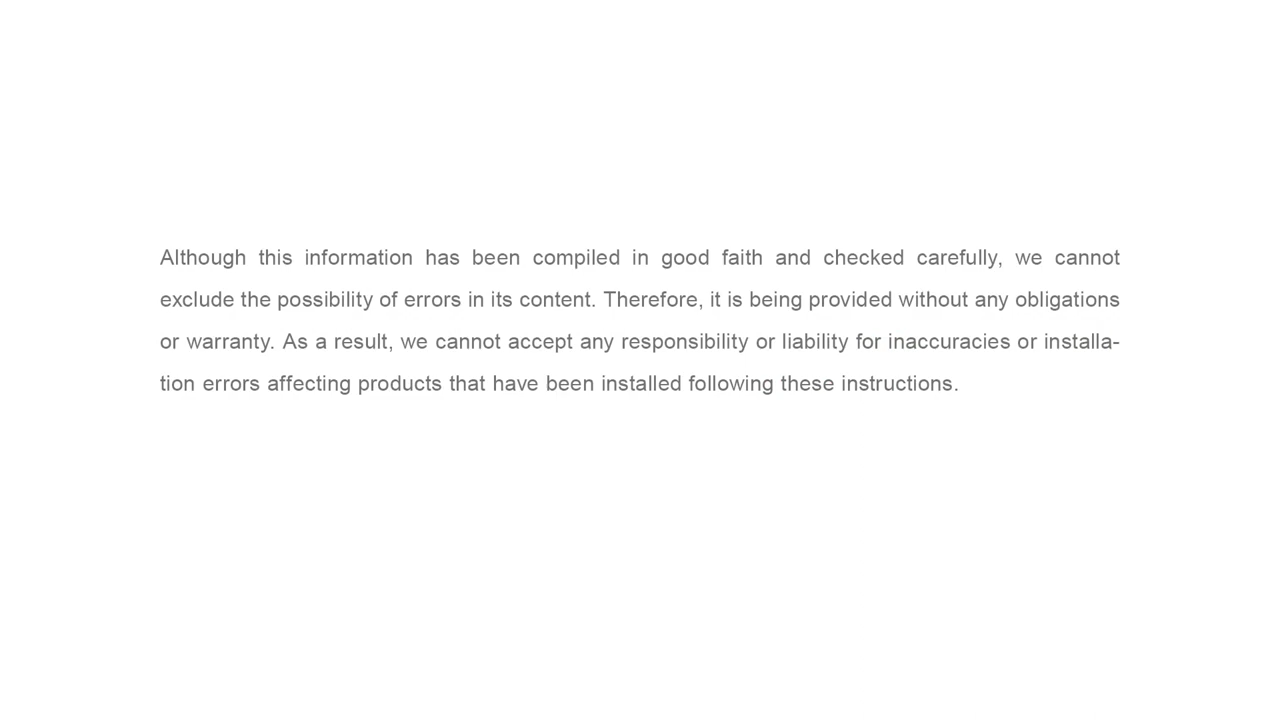 Although this information has been compiled in good faith and checked carefully, we cannot
exclude the possibility of errors in its content. Therefore, it is being provided without any obligations
or warranty. As a result, we cannot accept any responsibility or liability for inaccuracies or installa-
tion errors affecting products that have been installed following these instructions.